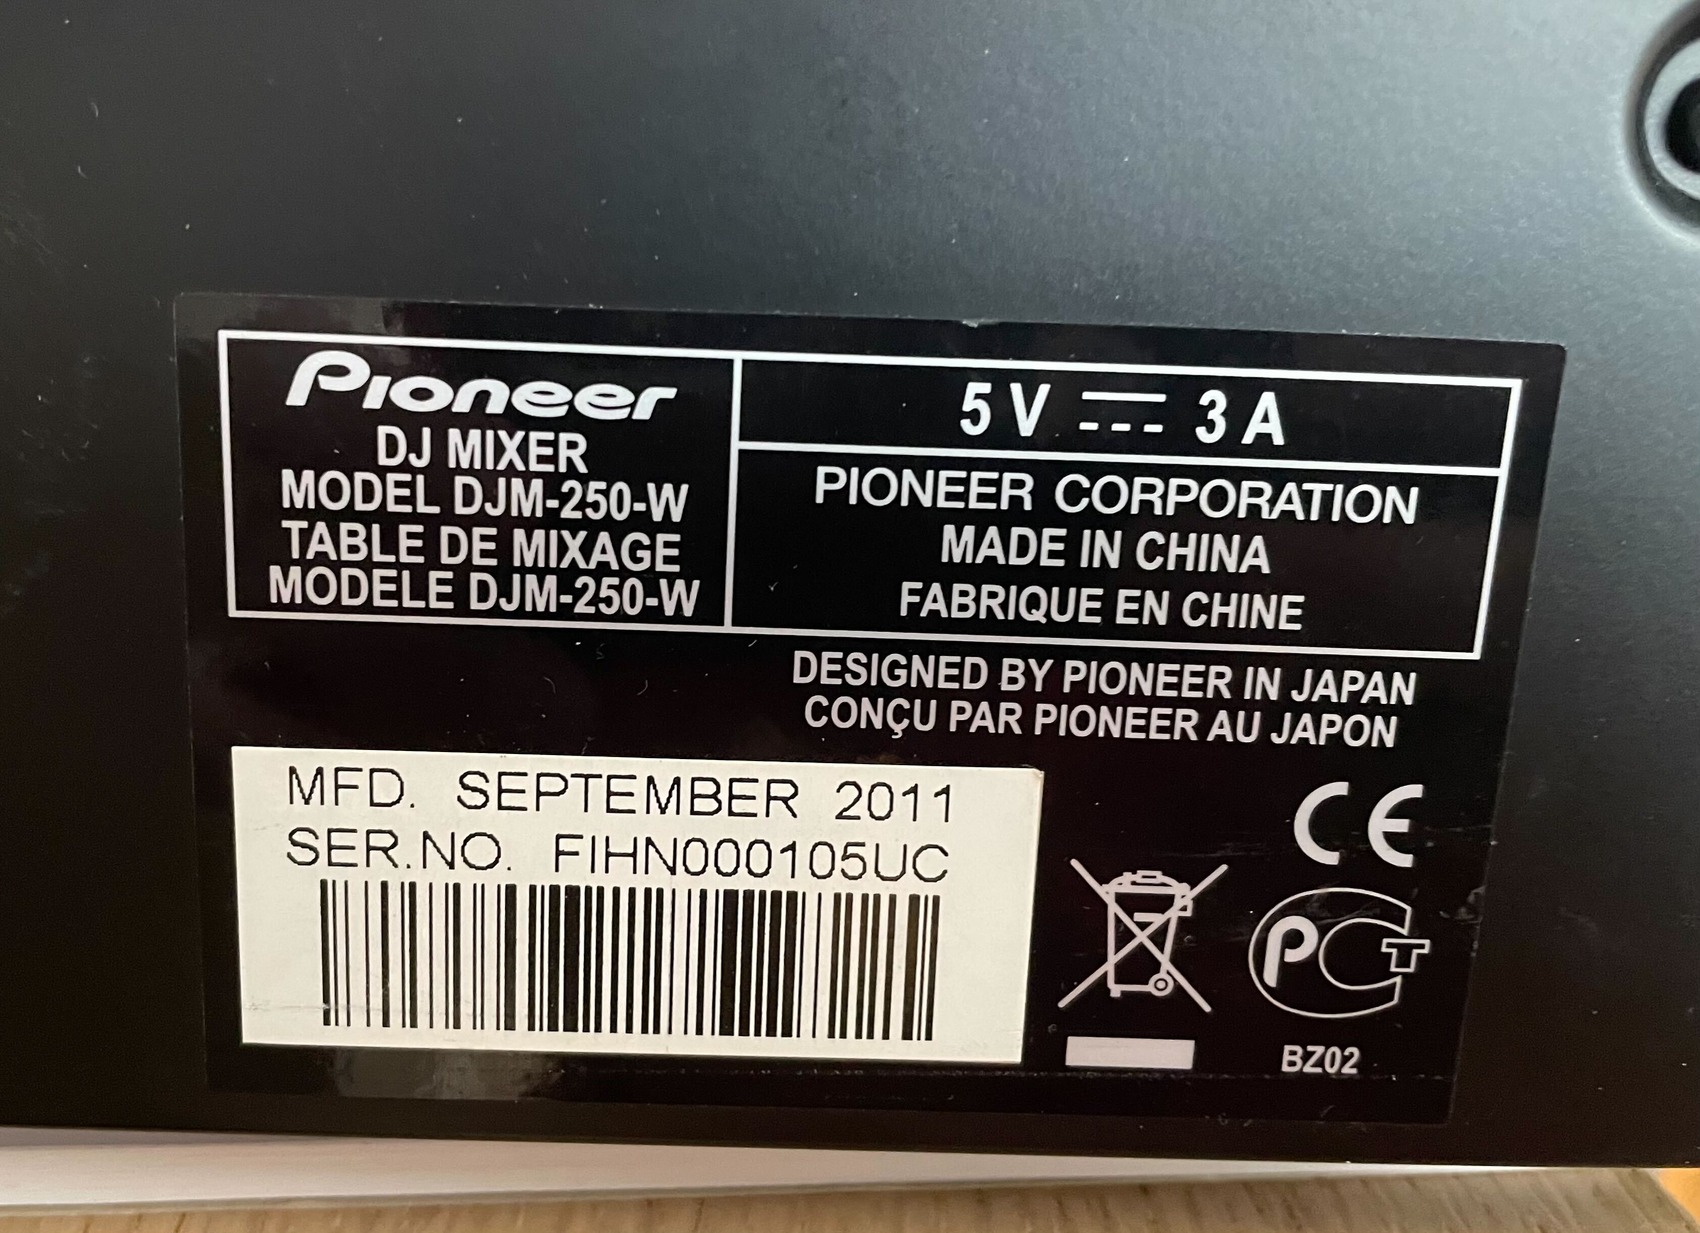 Pioneer
DJ MIXER
MODEL DJM-250-W
TABLE DE MIXAGE
MODELE DJM-250-W
5 V ⎓ 3 A
PIONEER CORPORATION
MADE IN CHINA
FABRIQUE EN CHINE
DESIGNED BY PIONEER IN JAPAN
CONÇU PAR PIONEER AU JAPON
MFD. SEPTEMBER 2011
SER.NO. FIHN000105UC
CE
PCT
BZ02